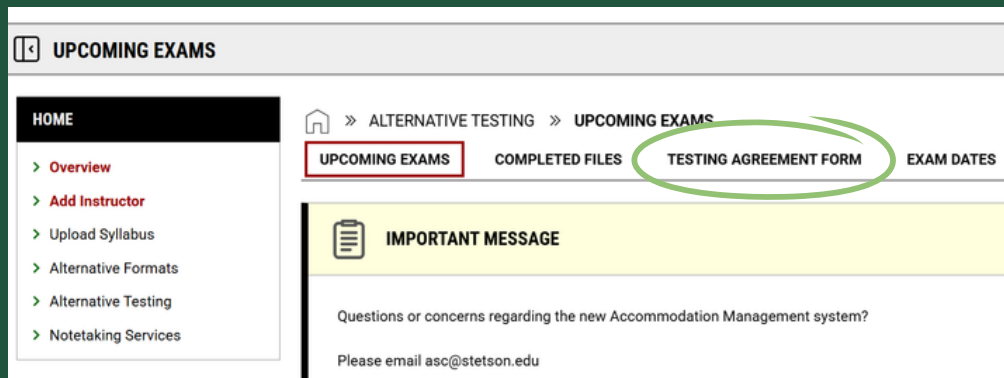 UPCOMING EXAMS
HOME
> Overview
> Add Instructor
> Upload Syllabus
> Alternative Formats
> Alternative Testing
> Notetaking Services
» ALTERNATIVE TESTING » UPCOMING EXAMS
UPCOMING EXAMS COMPLETED FILES TESTING AGREEMENT FORM EXAM DATES
IMPORTANT MESSAGE
Questions or concerns regarding the new Accommodation Management system?
Please email asc@stetson.edu